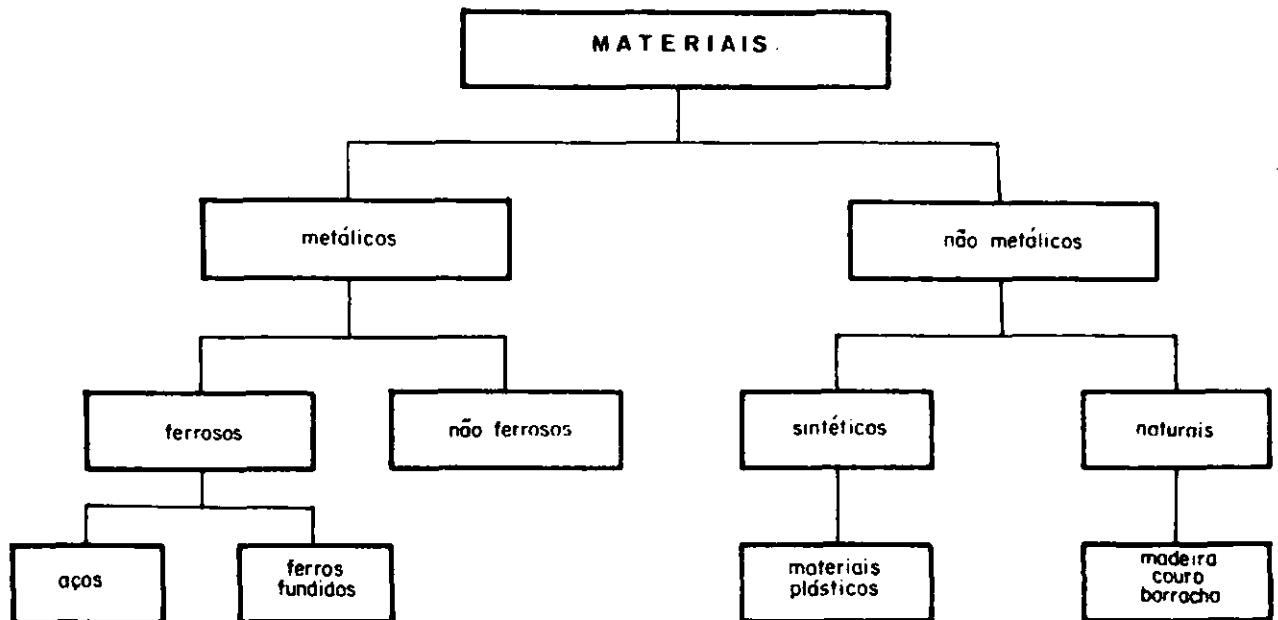 MATERIAIS
metálicos
não metálicos
ferrosos
não ferrosos
sintéticos
naturais
aços
ferros
fundidos
materiais
plásticos
madeira
couro
borracha